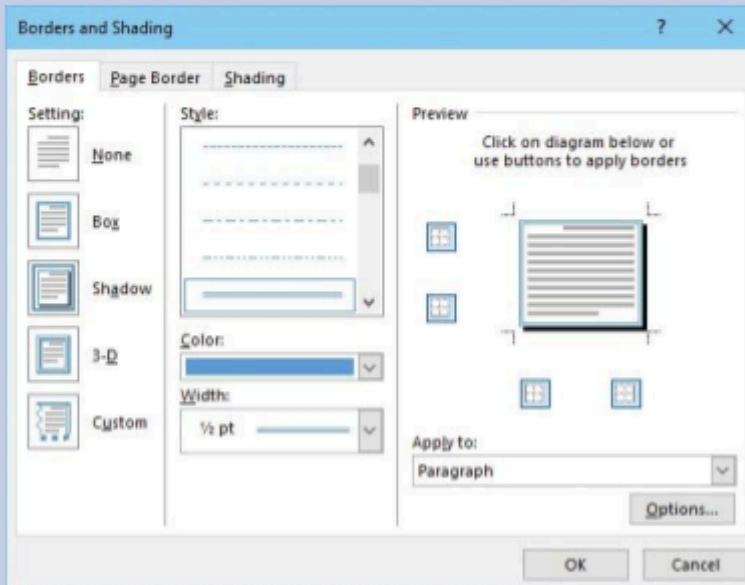 Borders and Shading ? X
Borders Page Border Shading
Setting:
None
Box
Shadow
3-D
Custom
Style:
Color:
Width:
½ pt
Preview
Click on diagram below or
use buttons to apply borders
Apply to:
Paragraph
Options...
OK Cancel